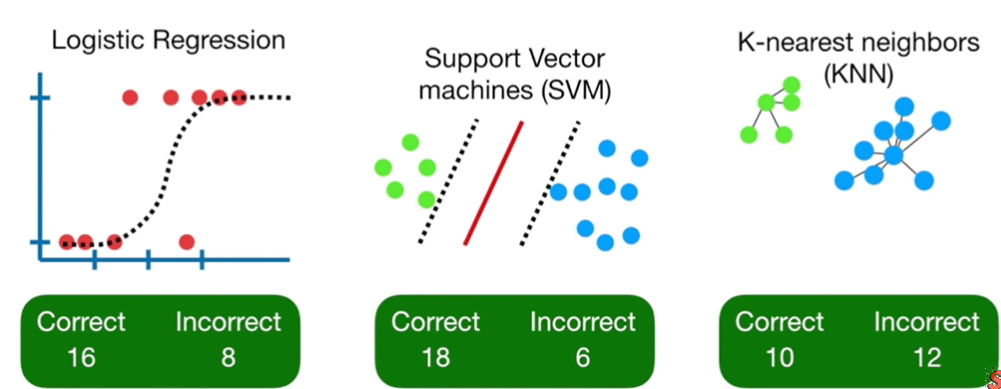 Logistic Regression
Support Vector
machines (SVM)
K-nearest neighbors
(KNN)
Correct Incorrect
16 8
Correct Incorrect
18 6
Correct Incorrect
10 12